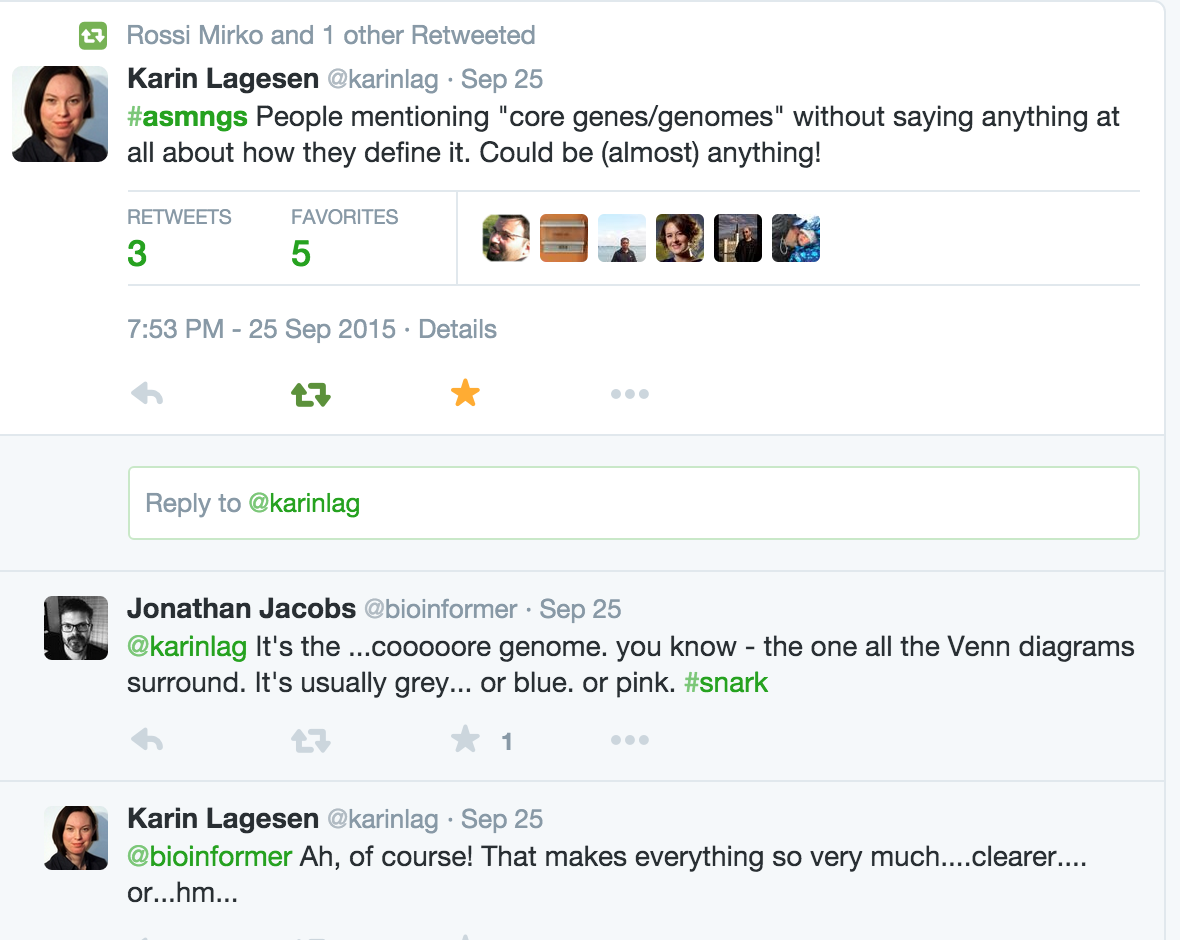 Rossi Mirko and 1 other Retweeted
Karin Lagesen @karinlag · Sep 25
#asmngs People mentioning "core genes/genomes" without saying anything at
all about how they define it. Could be (almost) anything!
RETWEETS FAVORITES
3 5
7:53 PM - 25 Sep 2015 · Details
Reply to @karinlag
Jonathan Jacobs @bioinformer · Sep 25
@karinlag It's the ...cooooore genome. you know - the one all the Venn diagrams
surround. It's usually grey... or blue. or pink. #snark
1
Karin Lagesen @karinlag · Sep 25
@bioinformer Ah, of course! That makes everything so very much....clearer....
or...hm...